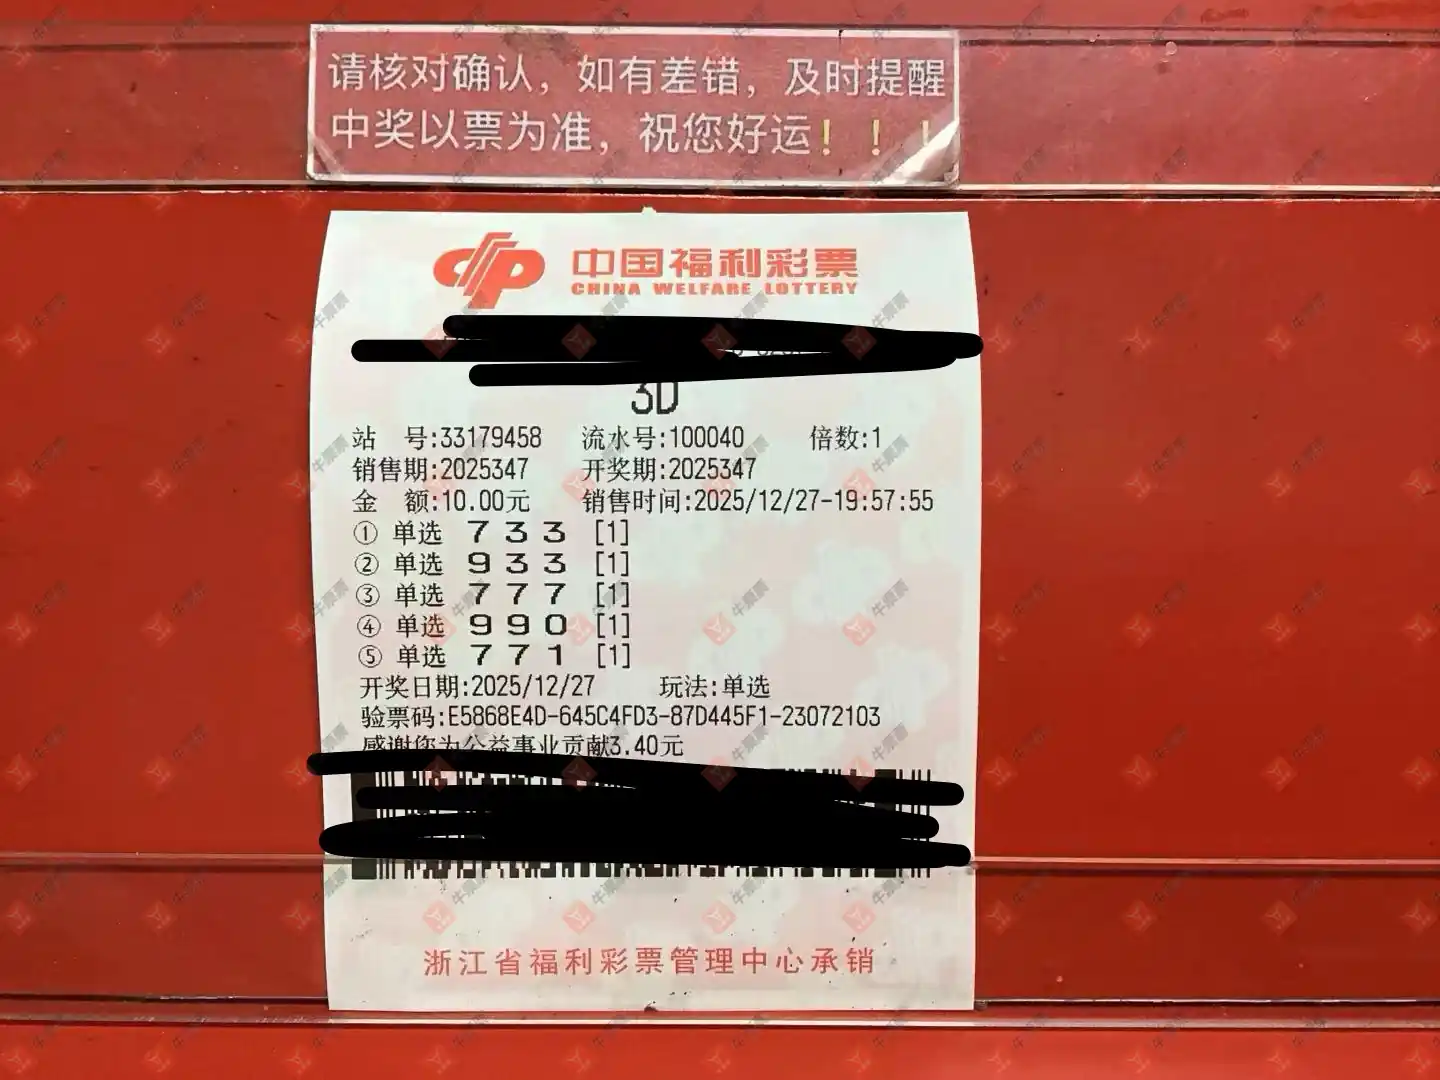 请核对确认，如有差错，及时提醒
中奖以票为准，祝您好运！！！
中国福利彩票
CHINA WELFARE LOTTERY
3D
站 号:33179458 流水号:100040 倍数:1
销售期:2025347 开奖期:2025347
金 额:10.00元 销售时间:2025/12/27-19:57:55
① 单选 7 3 3 [1]
② 单选 9 3 3 [1]
③ 单选 7 7 7 [1]
④ 单选 9 9 0 [1]
⑤ 单选 7 7 1 [1]
开奖日期:2025/12/27 玩法:单选
验票码:E5868E4D-645C4FD3-87D445F1-23072103
感谢您为公益事业贡献3.40元
浙江省福利彩票管理中心承销
牛票票